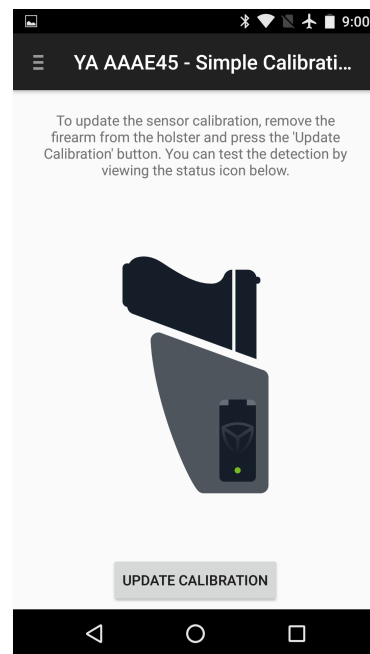 9:00
YA AAAE45 - Simple Calibrati...
To update the sensor calibration, remove the
firearm from the holster and press the 'Update
Calibration' button. You can test the detection by
viewing the status icon below.
UPDATE CALIBRATION